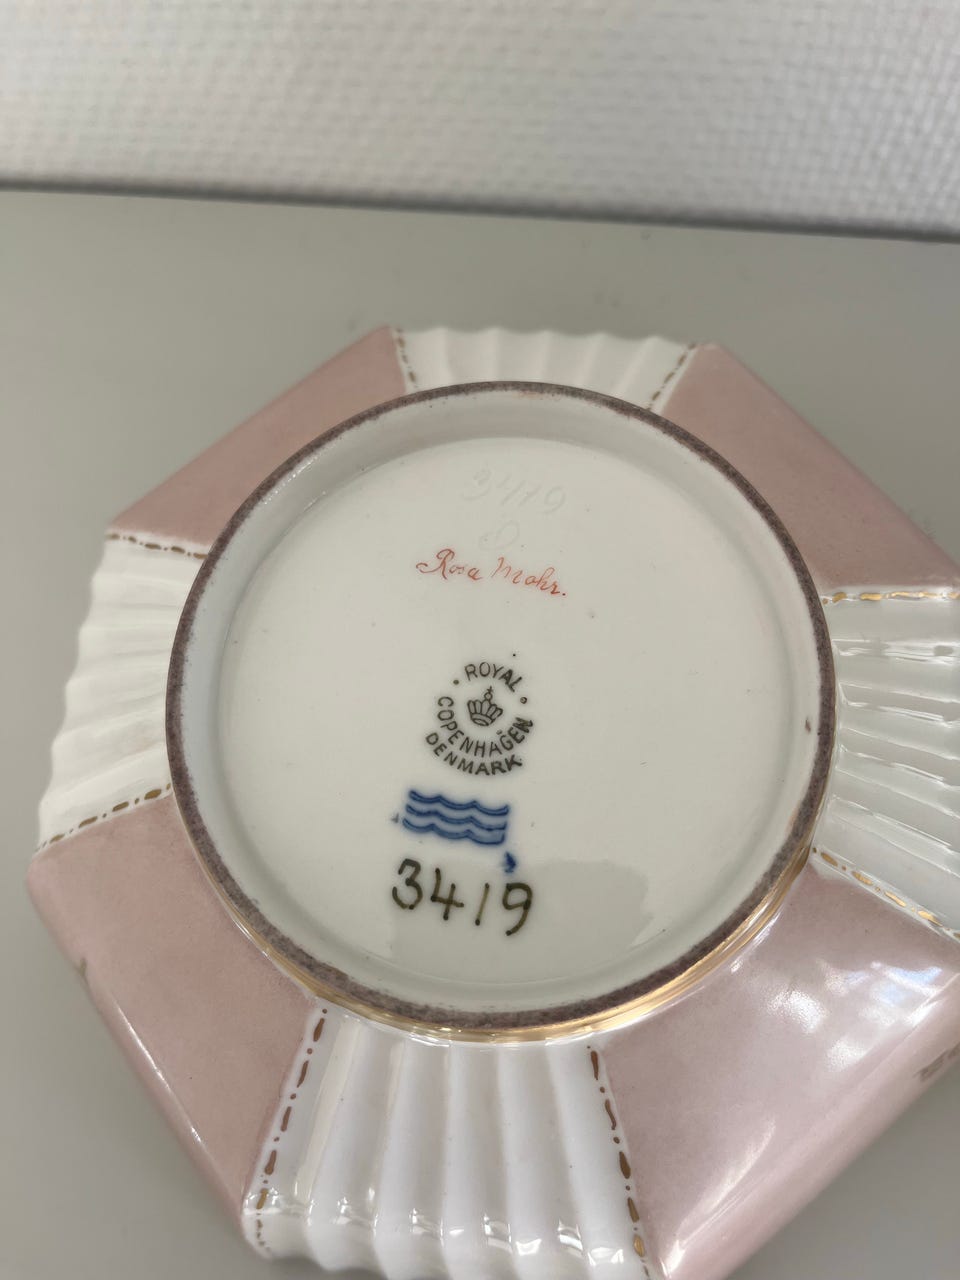 3419
Rosa Mohr.
ROYAL
COPENHAGEN
DENMARK
3419